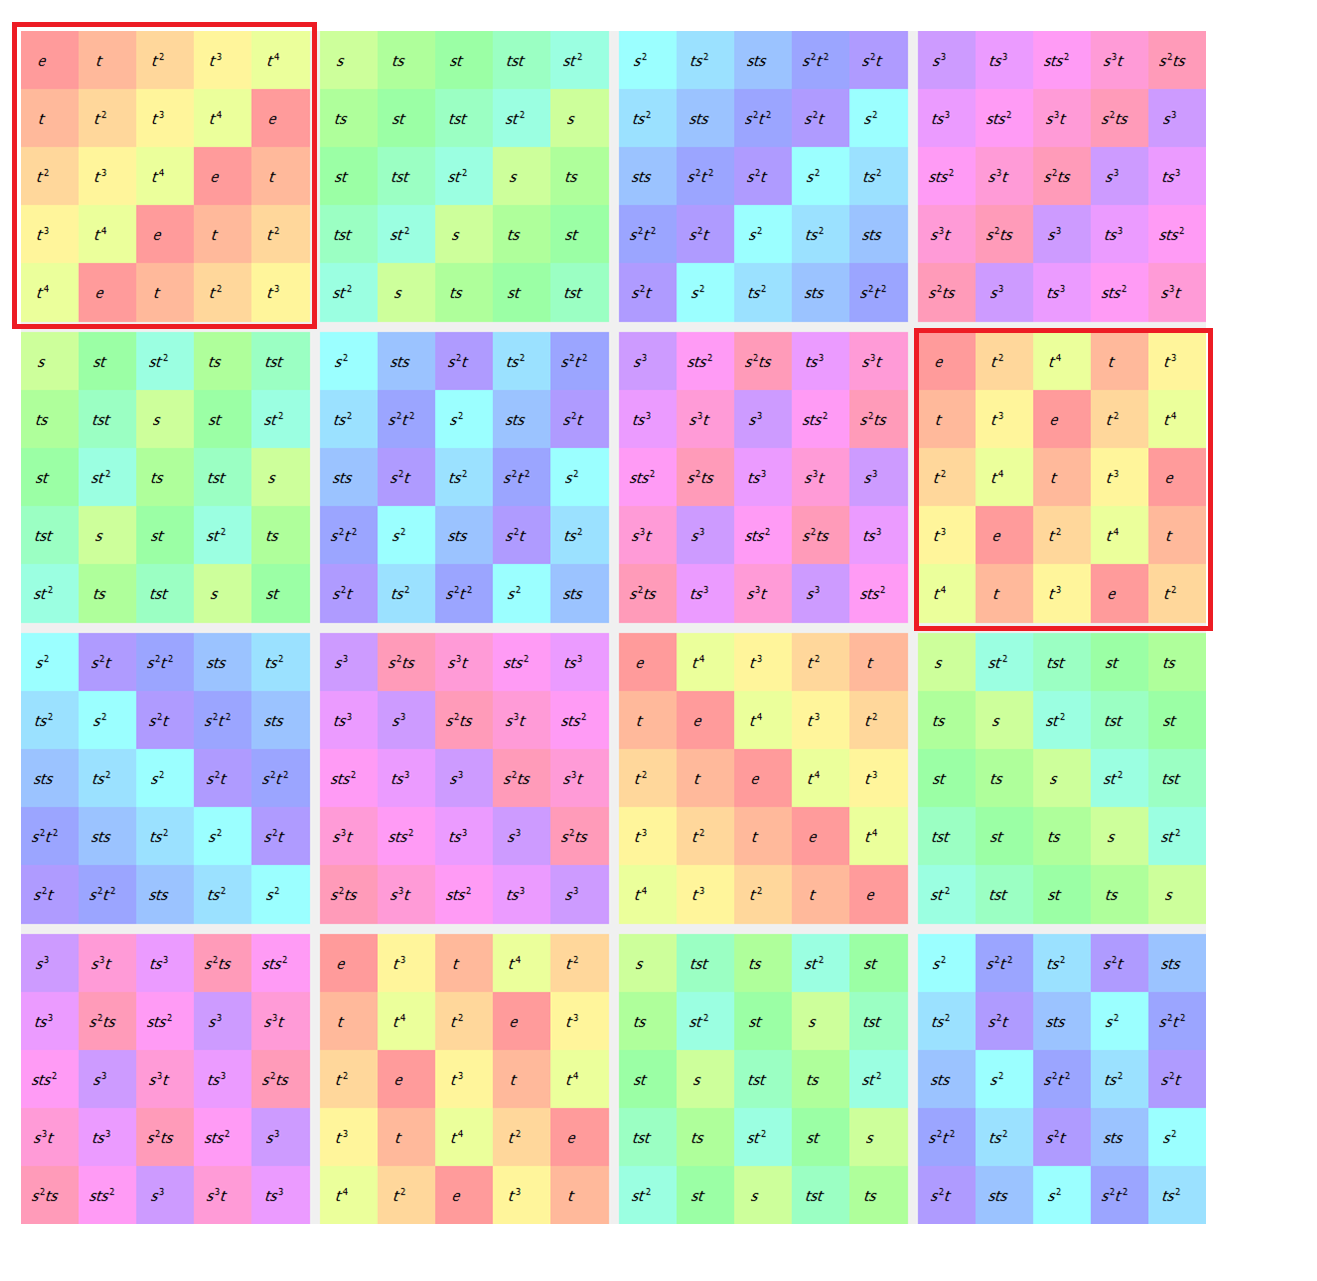 e t t² t³ t⁴ s ts st tst st² s² ts² sts s²t² s²t s³ ts³ sts² s³t s²ts
t t² t³ t⁴ e ts st tst st² s ts² sts s²t² s²t s² ts³ sts² s³t s²ts s³
t² t³ t⁴ e t st tst st² s ts sts s²t² s²t s² ts² sts² s³t s²ts s³ ts³
t³ t⁴ e t t² tst st² s ts st s²t² s²t s² ts² sts s³t s²ts s³ ts³ sts²
t⁴ e t t² t³ st² s ts st tst s²t s² ts² sts s²t² s²ts s³ ts³ sts² s³t
s st st² ts tst s² sts s²t ts² s²t² s³ sts² s²ts ts³ s³t e t² t⁴ t t³
ts tst s st st² ts² s²t² s² sts s²t ts³ s³t s³ sts² s²ts t t³ e t² t⁴
st st² ts tst s sts s²t ts² s²t² s² sts² s²ts ts³ s³t s³ t² t⁴ t t³ e
tst s st st² ts s²t² s² sts s²t ts² s³t s³ sts² s²ts ts³ t³ e t² t⁴ t
st² ts tst s st s²t ts² s²t² s² sts s²ts ts³ s³t s³ sts² t⁴ t t³ e t²
s² s²t s²t² sts ts² s³ s²ts s³t sts² ts³ e t⁴ t³ t² t s st² tst st ts
ts² s² s²t s²t² sts ts³ s³ s²ts s³t sts² t e t⁴ t³ t² ts s st² tst st
sts ts² s² s²t s²t² sts² ts³ s³ s²ts s³t t² t e t⁴ t³ st ts s st² tst
s²t² sts ts² s² s²t s³t sts² ts³ s³ s²ts t³ t² t e t⁴ tst st ts s st²
s²t s²t² sts ts² s² s²ts s³t sts² ts³ s³ t⁴ t³ t² t e st² tst st ts s
s³ s³t ts³ s²ts sts² e t³ t t⁴ t² s tst ts st² st s² s²t² ts² s²t sts
ts³ s²ts sts² s³ s³t t t⁴ t² e t³ ts st² st s tst ts² s²t sts s² s²t²
sts² s³ s³t ts³ s²ts t² e t³ t t⁴ st s tst ts st² sts s² s²t² ts² s²t
s³t ts³ s²ts sts² s³ t³ t t⁴ t² e tst ts st² st s s²t² ts² s²t sts s²
s²ts sts² s³ s³t ts³ t⁴ t² e t³ t st² st s tst ts s²t sts s² s²t² ts²